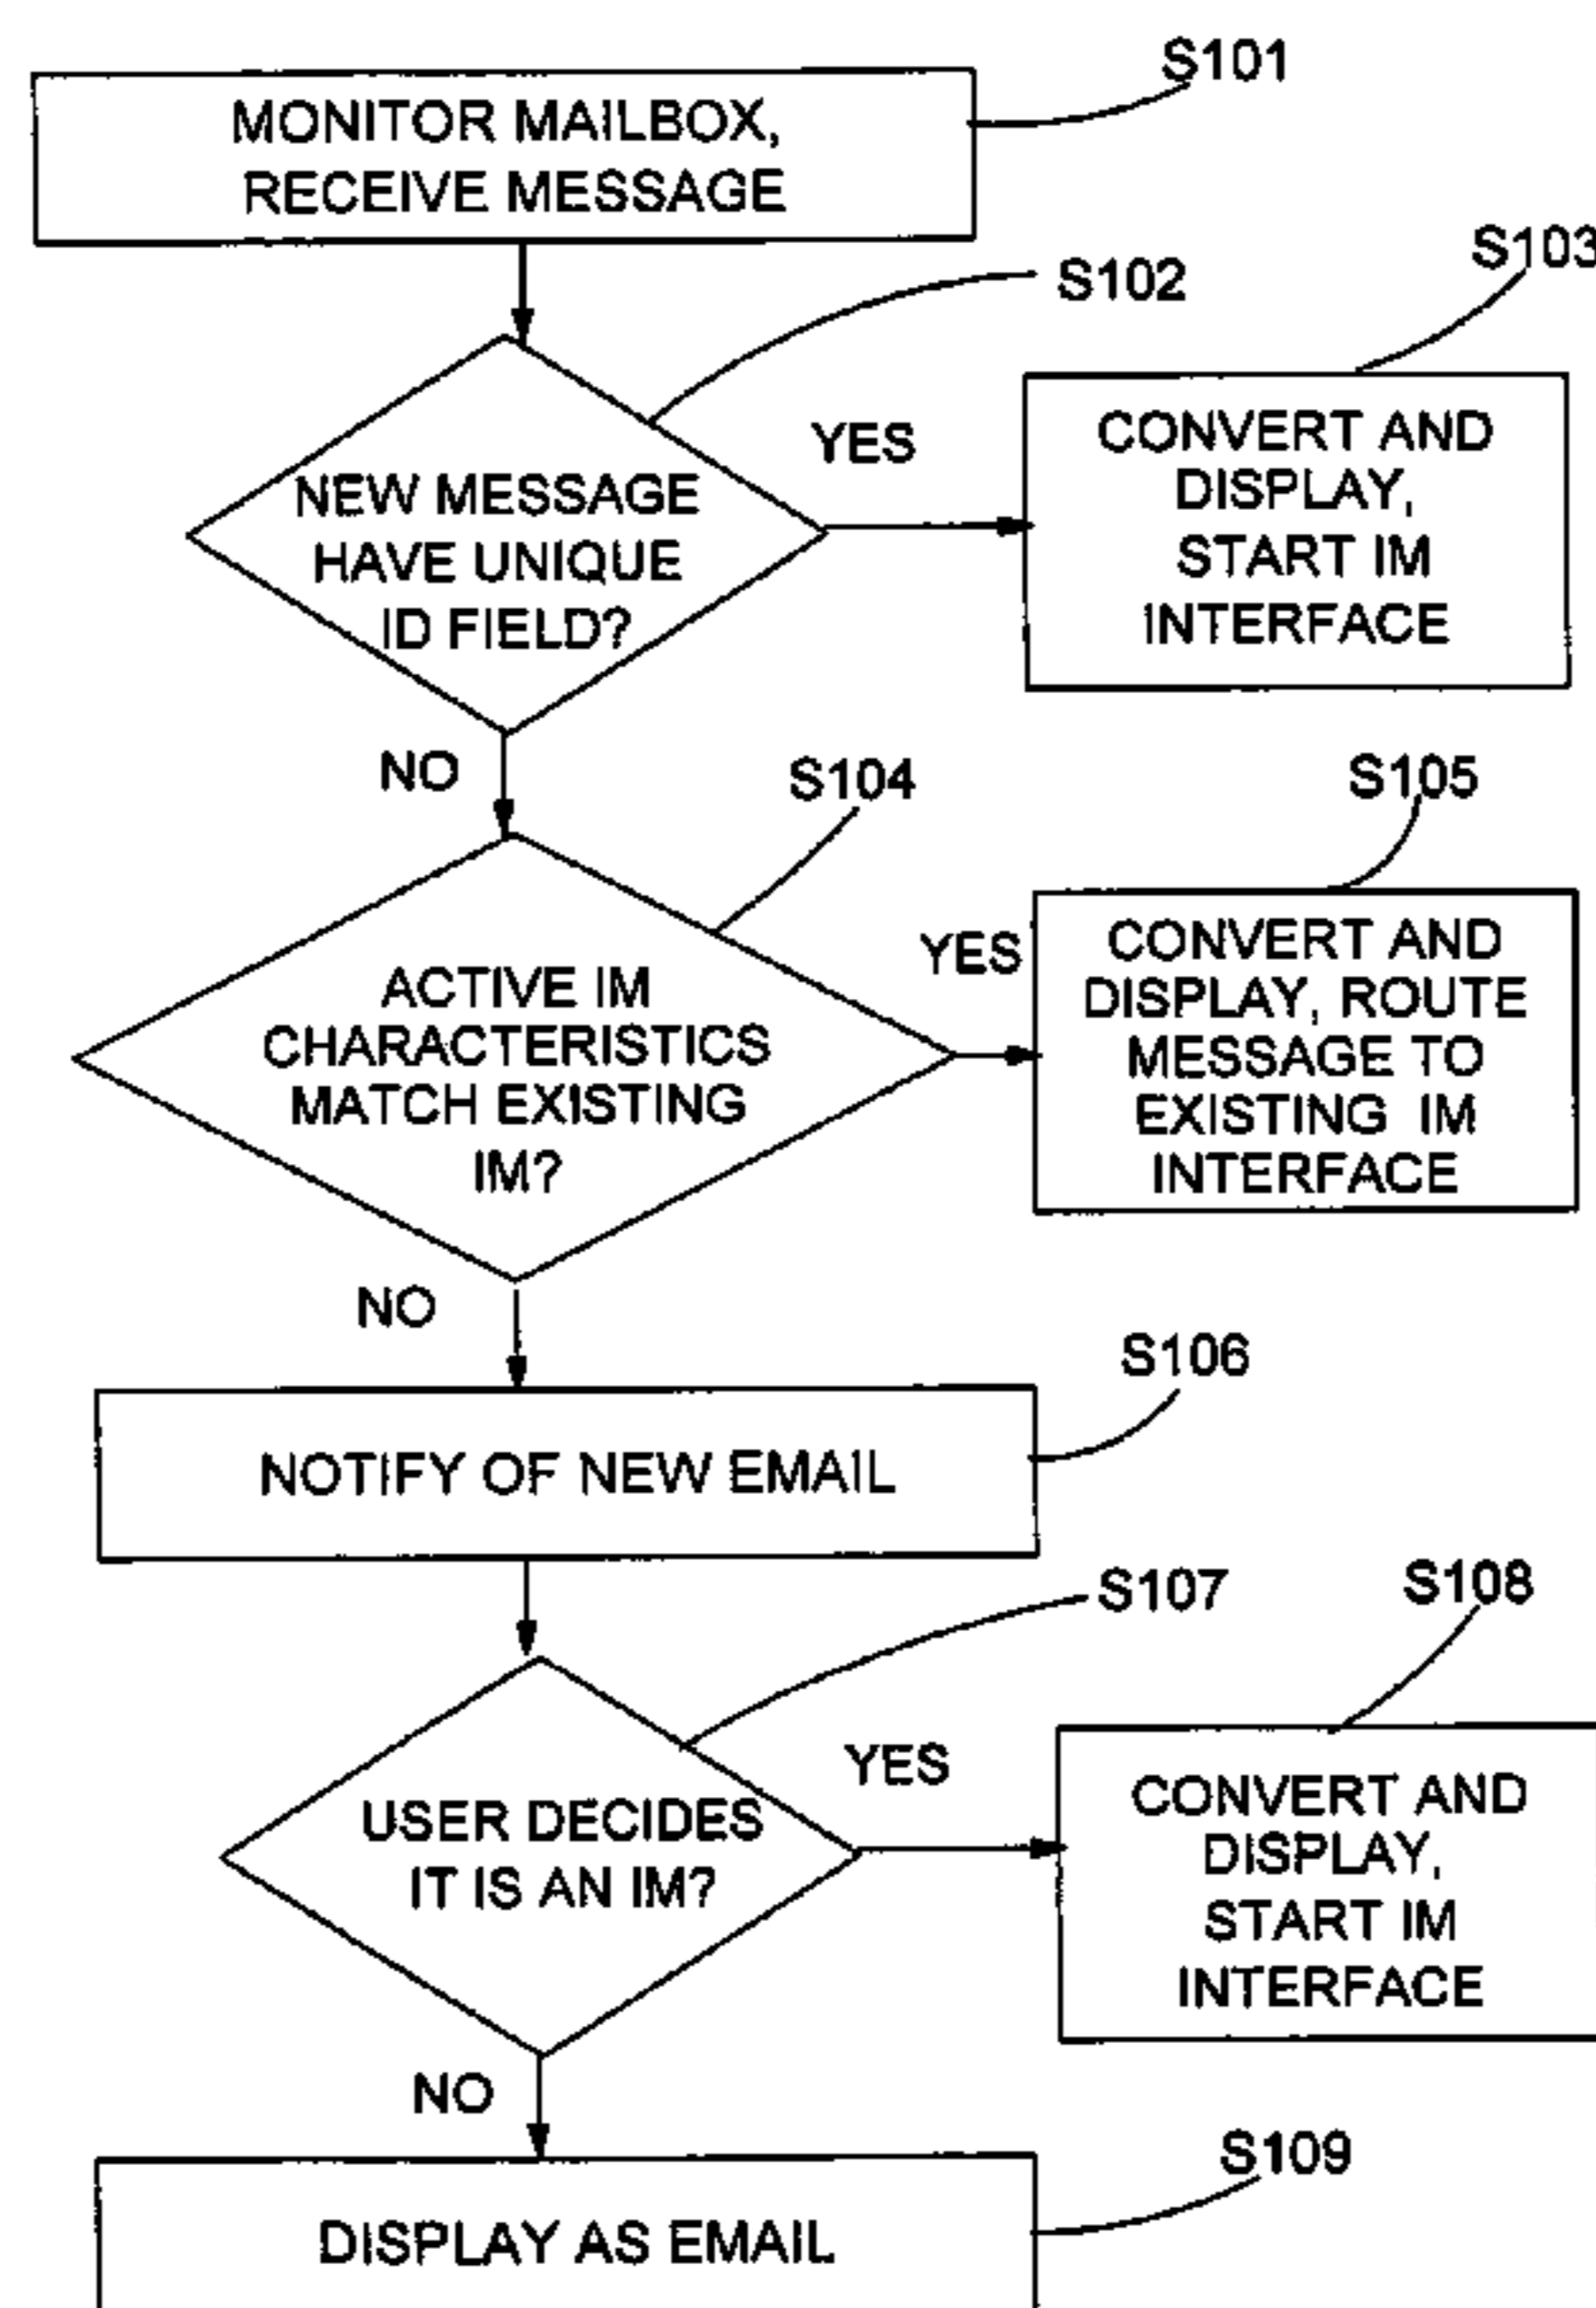 S101
MONITOR MAILBOX,
RECEIVE MESSAGE
S102
S103
NEW MESSAGE
HAVE UNIQUE
ID FIELD?
YES
CONVERT AND
DISPLAY,
START IM
INTERFACE
NO
S104
S105
ACTIVE IM
CHARACTERISTICS
MATCH EXISTING
IM?
YES
CONVERT AND
DISPLAY, ROUTE
MESSAGE TO
EXISTING IM
INTERFACE
NO
S106
NOTIFY OF NEW EMAIL
S107
S108
USER DECIDES
IT IS AN IM?
YES
CONVERT AND
DISPLAY,
START IM
INTERFACE
NO
S109
DISPLAY AS EMAIL